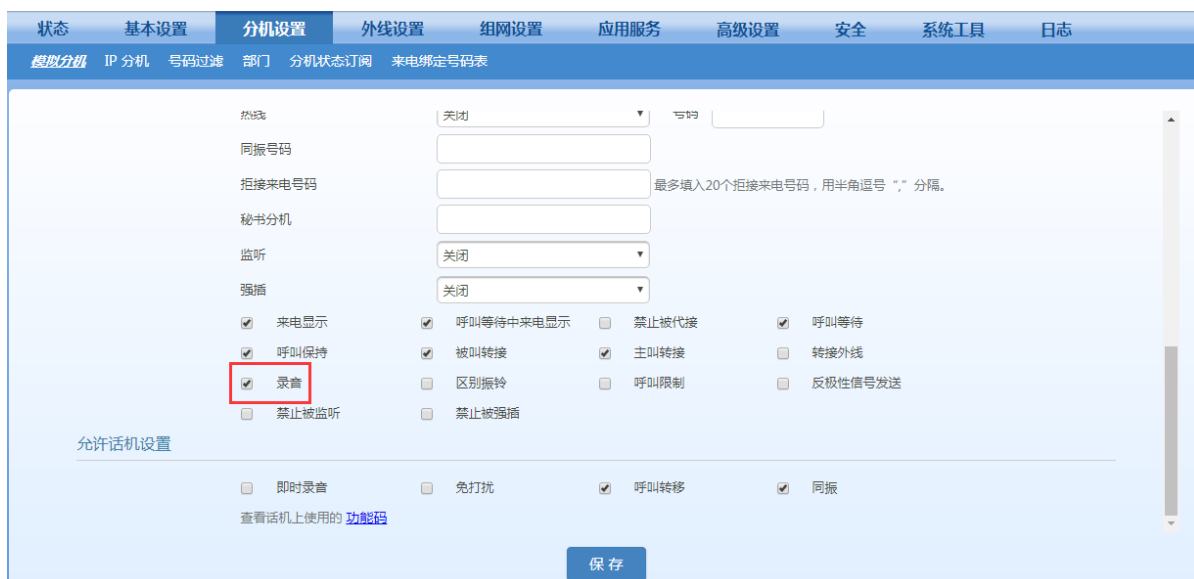 状态 基本设置 分机设置 外线设置 组网设置 应用服务 高级设置 安全 系统工具 日志
模拟分机 IP 分机 号码过滤 部门 分机状态订阅 来电绑定号码表
热线 关闭 号码
同振号码
拒接来电号码 最多填入20个拒接来电号码，用半角逗号 “,” 分隔。
秘书分机
监听 关闭
强插 关闭
来电显示 呼叫等待中来电显示 禁止被代接 呼叫等待
呼叫保持 被叫转接 主叫转接 转接外线
录音 区别振铃 呼叫限制 反极性信号发送
禁止被监听 禁止被强插
允许话机设置
即时录音 免打扰 呼叫转移 同振
查看话机上使用的 功能码
保存